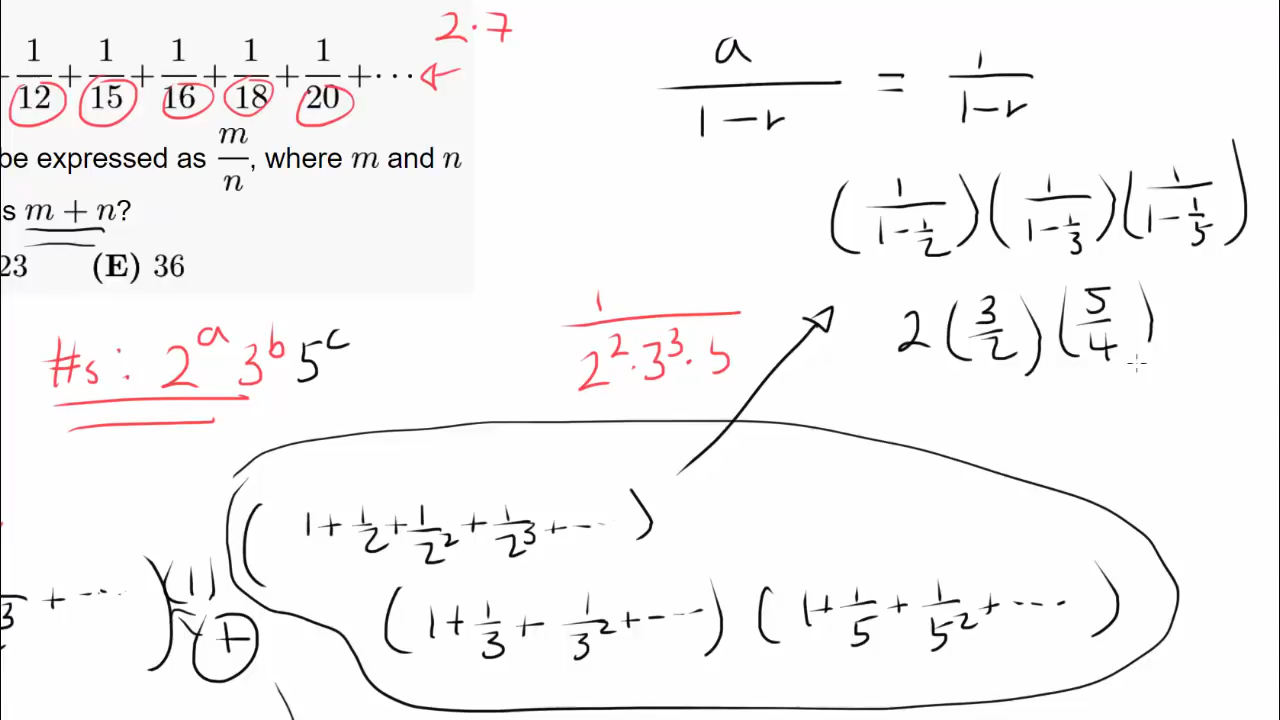 1/12 + 1/15 + 1/16 + 1/18 + 1/20 + ⋯ ← 2·7
be expressed as m/n, where m and n
s m + n?
23 (E) 36
a/(1-r) = 1/(1-r)
(1/(1-1/2))(1/(1-1/3))(1/(1-1/5))
2(3/2)(5/4)
#s: 2^a 3^b 5^c
1/(2^2·3^3·5)
(1+1/2+1/2^2+1/2^3+⋯)
+ ⋯ )(1)
(1+1/3+1/3^2+⋯)(1+1/5+1/5^2+⋯)